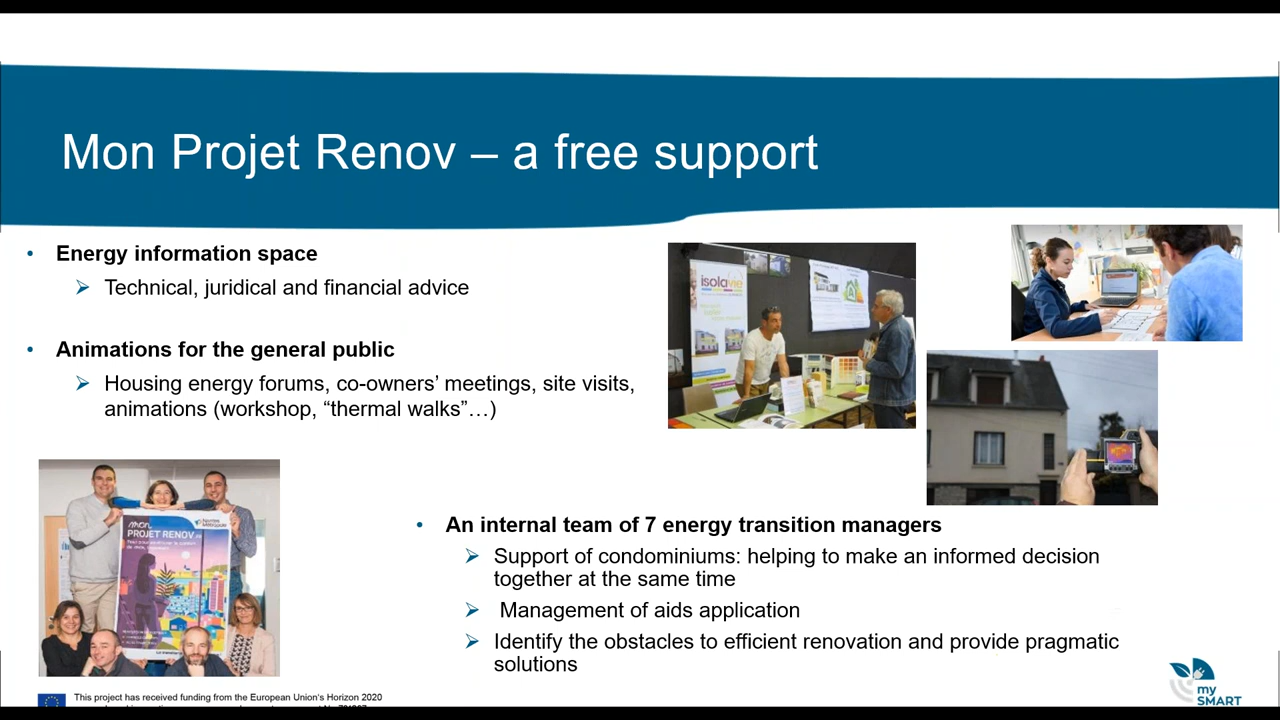 Mon Projet Renov – a free support
• Energy information space
Technical, juridical and financial advice
• Animations for the general public
Housing energy forums, co-owners’ meetings, site visits,
animations (workshop, “thermal walks”…)
isolavie
mon
PROJET RENOV
• An internal team of 7 energy transition managers
Support of condominiums: helping to make an informed decision
together at the same time
Management of aids application
Identify the obstacles to efficient renovation and provide pragmatic
solutions
This project has received funding from the European Union's Horizon 2020
my
SMART